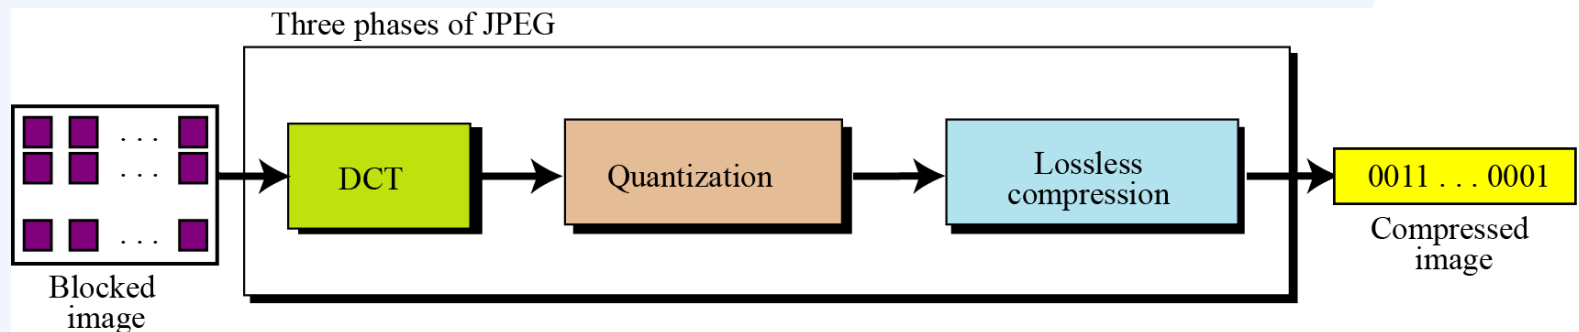 Three phases of JPEG
. . .
. . .
. . .
Blocked
image
DCT
Quantization
Lossless
compression
0011 . . . 0001
Compressed
image